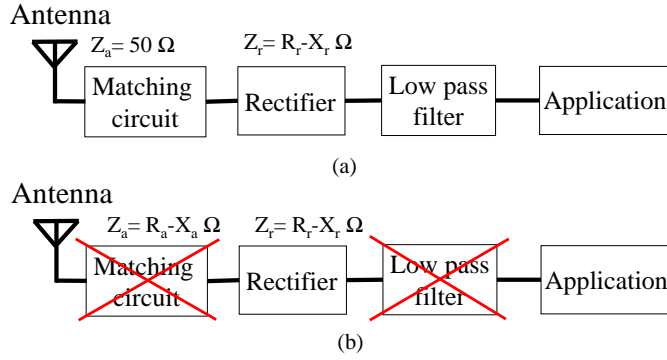 Antenna
Zₐ= 50 Ω
Zᵣ= Rᵣ-Xᵣ Ω
Matching
circuit
Rectifier
Low pass
filter
Application
(a)
Antenna
Zₐ= Rₐ-Xₐ Ω
Zᵣ= Rᵣ-Xᵣ Ω
Matching
circuit
Rectifier
Low pass
filter
Application
(b)